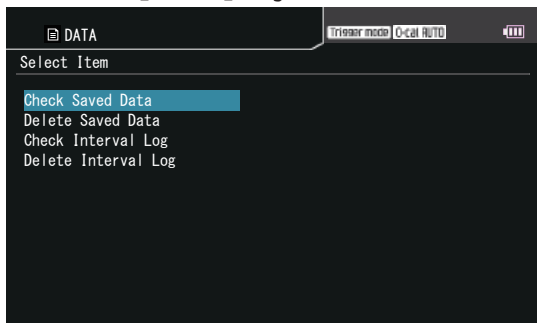 DATA
Trigger mode 0-cal AUTO
Select Item
Check Saved Data
Delete Saved Data
Check Interval Log
Delete Interval Log